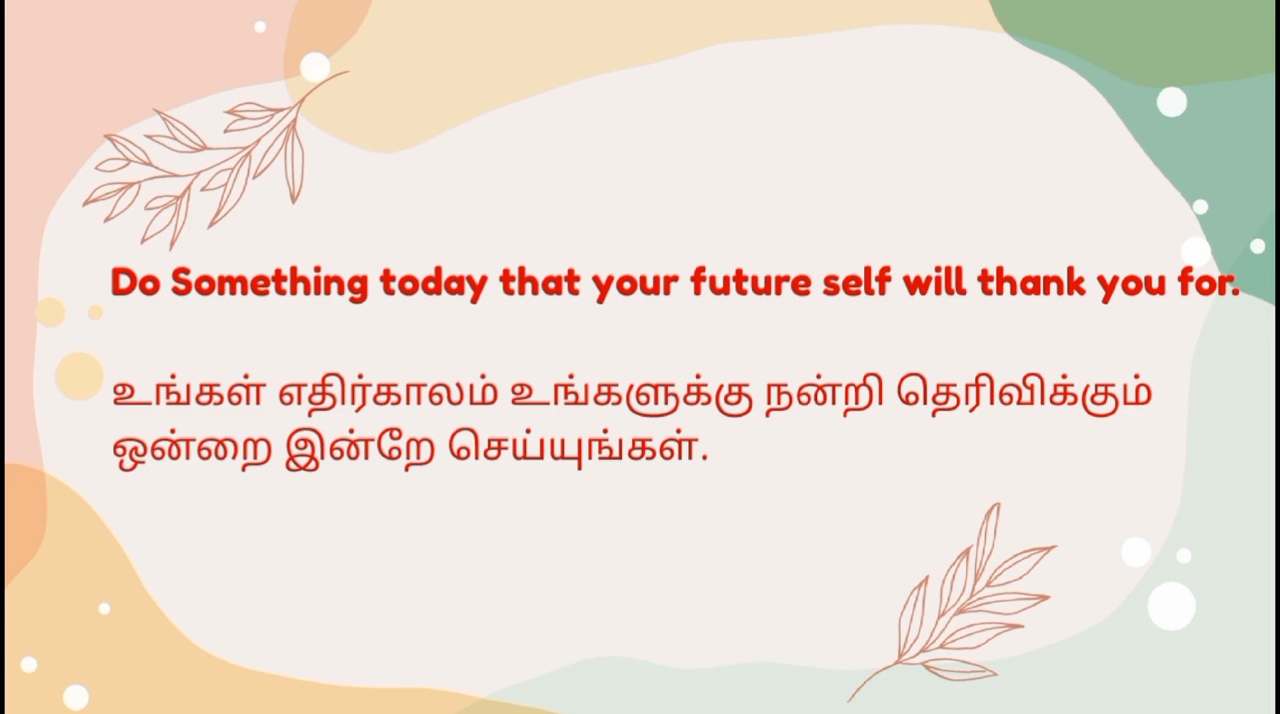 Do Something today that your future self will thank you for.
உங்கள் எதிர்காலம் உங்களுக்கு நன்றி தெரிவிக்கும்
ஒன்றை இன்றே செய்யுங்கள்.